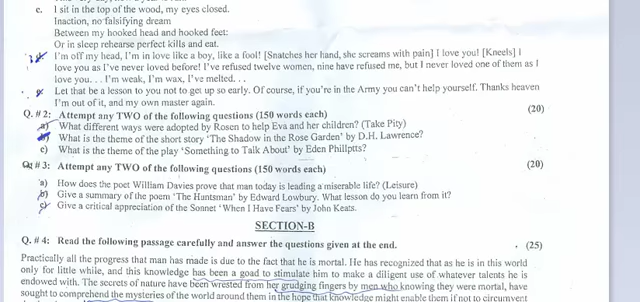 c. I sit in the top of the wood, my eyes closed.
Inaction, no falsifying dream
Between my hooked head and hooked feet:
Or in sleep rehearse perfect kills and eat.
I'm off my head, I'm in love like a boy, like a fool! [Snatches her hand, she screams with pain] I love you! [Kneels] I
love you as I've never loved before! I've refused twelve women, nine have refused me, but I never loved one of them as I
love you. . . I'm weak, I'm wax, I've melted. . .
Let that be a lesson to you not to get up so early. Of course, if you're in the Army you can't help yourself. Thanks heaven
I'm out of it, and my own master again.
Q. # 2: Attempt any TWO of the following questions (150 words each) (20)
a) What different ways were adopted by Rosen to help Eva and her children? (Take Pity)
What is the theme of the short story 'The Shadow in the Rose Garden' by D.H. Lawrence?
c) What is the theme of the play 'Something to Talk About' by Eden Phillptts?
Q # 3: Attempt any TWO of the following questions (150 words each) (20)
a) How does the poet William Davies prove that man today is leading a miserable life? (Leisure)
b) Give a summary of the poem 'The Huntsman' by Edward Lowbury. What lesson do you learn from it?
c) Give a critical appreciation of the Sonnet 'When I Have Fears' by John Keats.
SECTION-B
Q. # 4: Read the following passage carefully and answer the questions given at the end. (25)
Practically all the progress that man has made is due to the fact that he is mortal. He has recognized that as he is in this world
only for little while, and this knowledge has been a goad to stimulate him to make a diligent use of whatever talents he is
endowed with. The secrets of nature have been wrested from her grudging fingers by men who knowing they were mortal, have
sought to comprehend the mysteries of the world around them in the hope that knowledge might enable them if not to circumvent